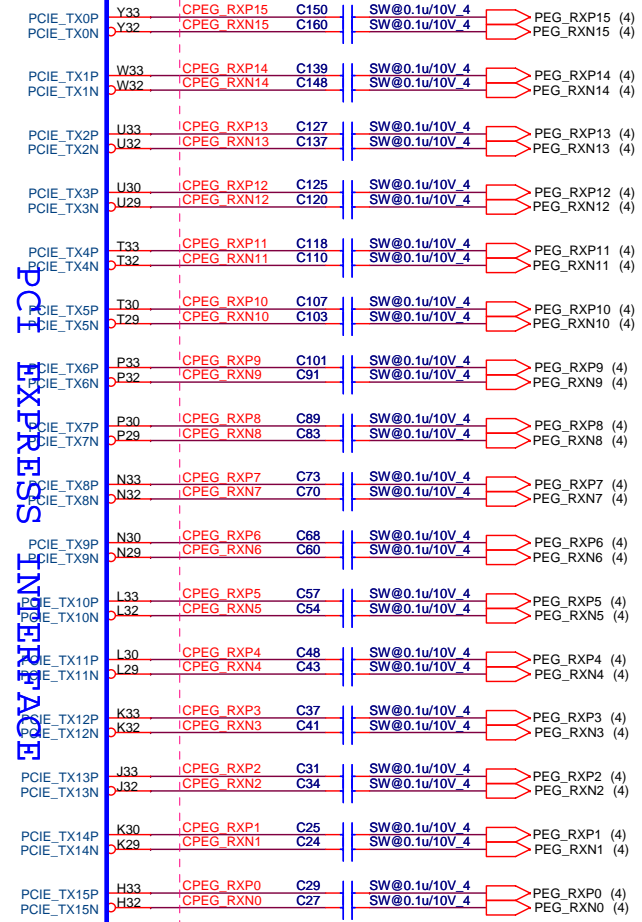 PCIE_TX0P Y33 CPEG_RXP15 C150 SW@0.1u/10V_4 PEG_RXP15 (4)
PCIE_TX0N Y32 CPEG_RXN15 C160 SW@0.1u/10V_4 PEG_RXN15 (4)
PCIE_TX1P W33 CPEG_RXP14 C139 SW@0.1u/10V_4 PEG_RXP14 (4)
PCIE_TX1N W32 CPEG_RXN14 C148 SW@0.1u/10V_4 PEG_RXN14 (4)
PCIE_TX2P U33 CPEG_RXP13 C127 SW@0.1u/10V_4 PEG_RXP13 (4)
PCIE_TX2N U32 CPEG_RXN13 C137 SW@0.1u/10V_4 PEG_RXN13 (4)
PCIE_TX3P U30 CPEG_RXP12 C125 SW@0.1u/10V_4 PEG_RXP12 (4)
PCIE_TX3N U29 CPEG_RXN12 C120 SW@0.1u/10V_4 PEG_RXN12 (4)
PCIE_TX4P T33 CPEG_RXP11 C118 SW@0.1u/10V_4 PEG_RXP11 (4)
PCIE_TX4N T32 CPEG_RXN11 C110 SW@0.1u/10V_4 PEG_RXN11 (4)
PCIE_TX5P T30 CPEG_RXP10 C107 SW@0.1u/10V_4 PEG_RXP10 (4)
PCIE_TX5N T29 CPEG_RXN10 C103 SW@0.1u/10V_4 PEG_RXN10 (4)
PCIE_TX6P P33 CPEG_RXP9 C101 SW@0.1u/10V_4 PEG_RXP9 (4)
PCIE_TX6N P32 CPEG_RXN9 C91 SW@0.1u/10V_4 PEG_RXN9 (4)
PCIE_TX7P P30 CPEG_RXP8 C89 SW@0.1u/10V_4 PEG_RXP8 (4)
PCIE_TX7N P29 CPEG_RXN8 C83 SW@0.1u/10V_4 PEG_RXN8 (4)
PCIE_TX8P N33 CPEG_RXP7 C73 SW@0.1u/10V_4 PEG_RXP7 (4)
PCIE_TX8N N32 CPEG_RXN7 C70 SW@0.1u/10V_4 PEG_RXN7 (4)
PCIE_TX9P N30 CPEG_RXP6 C68 SW@0.1u/10V_4 PEG_RXP6 (4)
PCIE_TX9N N29 CPEG_RXN6 C60 SW@0.1u/10V_4 PEG_RXN6 (4)
PCIE_TX10P L33 CPEG_RXP5 C57 SW@0.1u/10V_4 PEG_RXP5 (4)
PCIE_TX10N L32 CPEG_RXN5 C54 SW@0.1u/10V_4 PEG_RXN5 (4)
PCIE_TX11P L30 CPEG_RXP4 C48 SW@0.1u/10V_4 PEG_RXP4 (4)
PCIE_TX11N L29 CPEG_RXN4 C43 SW@0.1u/10V_4 PEG_RXN4 (4)
PCIE_TX12P K33 CPEG_RXP3 C37 SW@0.1u/10V_4 PEG_RXP3 (4)
PCIE_TX12N K32 CPEG_RXN3 C41 SW@0.1u/10V_4 PEG_RXN3 (4)
PCIE_TX13P J33 CPEG_RXP2 C31 SW@0.1u/10V_4 PEG_RXP2 (4)
PCIE_TX13N J32 CPEG_RXN2 C34 SW@0.1u/10V_4 PEG_RXN2 (4)
PCIE_TX14P K30 CPEG_RXP1 C25 SW@0.1u/10V_4 PEG_RXP1 (4)
PCIE_TX14N K29 CPEG_RXN1 C24 SW@0.1u/10V_4 PEG_RXN1 (4)
PCIE_TX15P H33 CPEG_RXP0 C29 SW@0.1u/10V_4 PEG_RXP0 (4)
PCIE_TX15N H32 CPEG_RXN0 C27 SW@0.1u/10V_4 PEG_RXN0 (4)
PCI EXPRESS INTERFACE